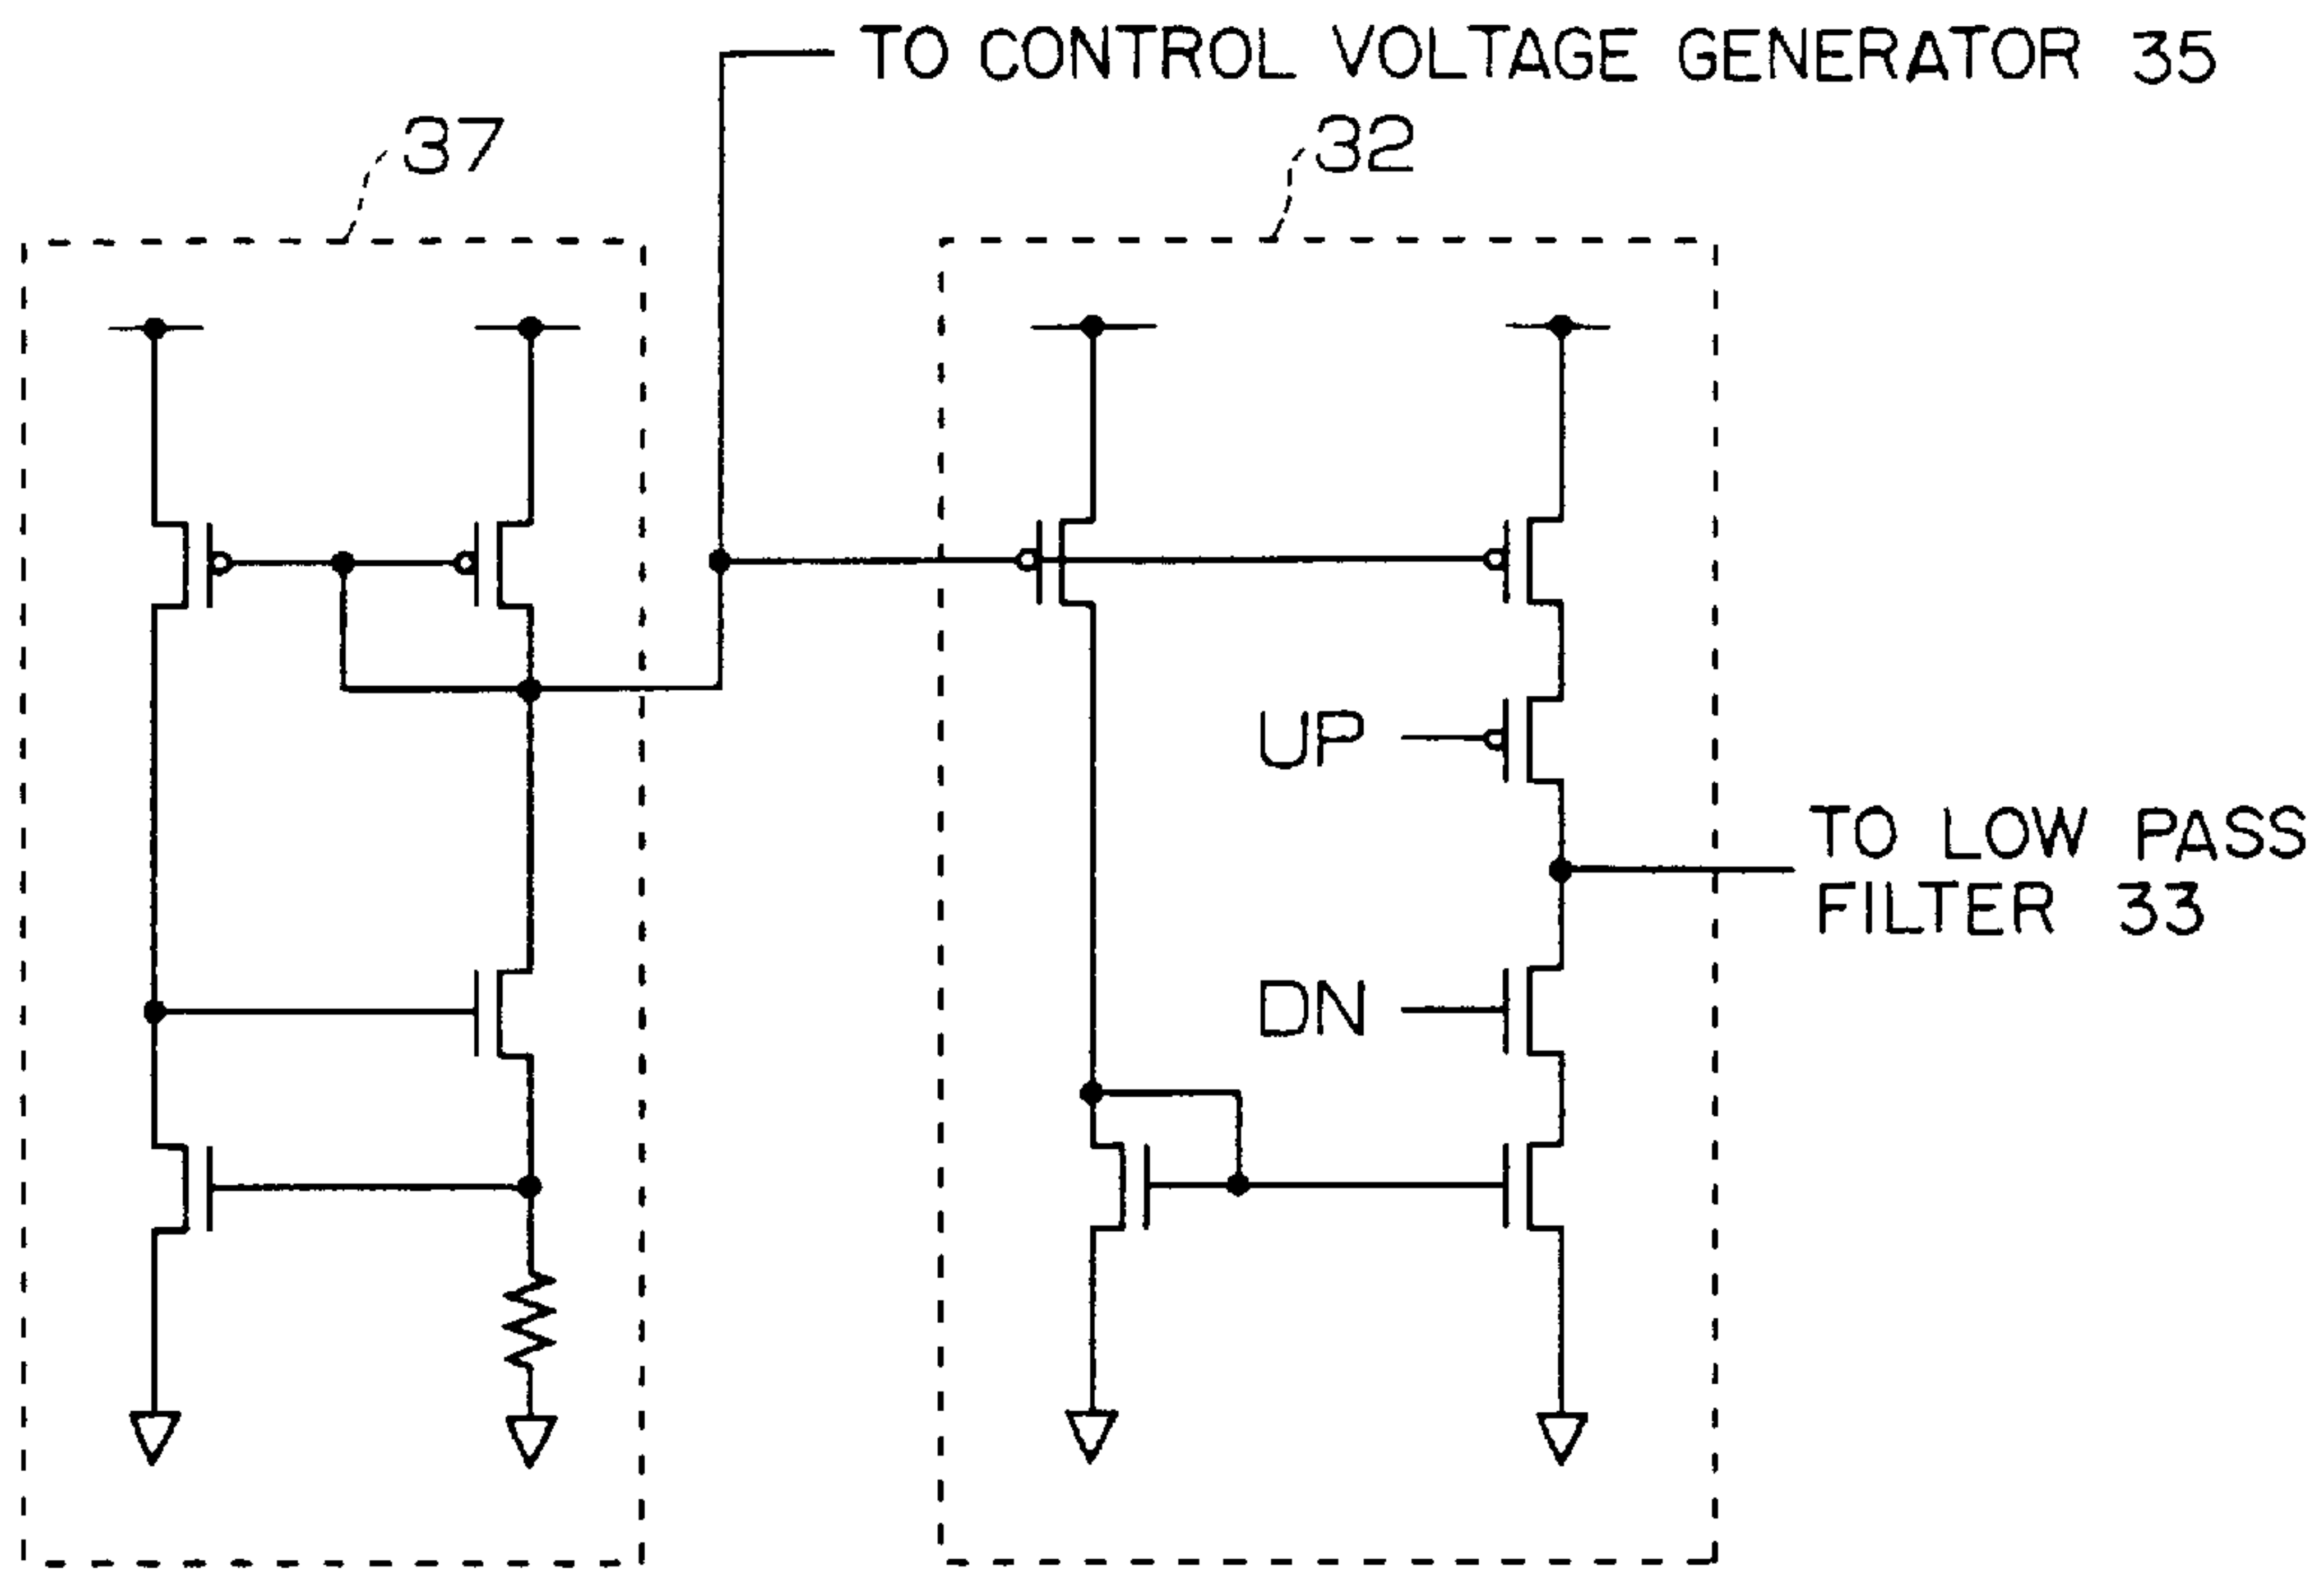 TO CONTROL VOLTAGE GENERATOR 35
37
32
UP
TO LOW PASS
FILTER 33
DN